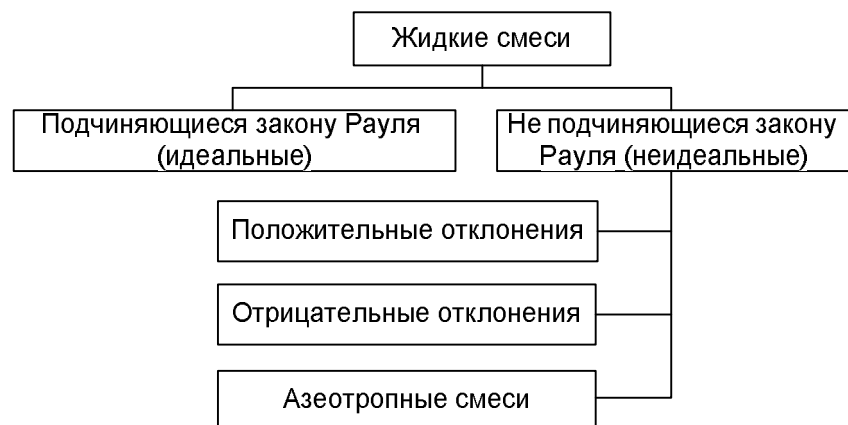 Жидкие смеси
Подчиняющиеся закону Рауля
(идеальные)
Не подчиняющиеся закону
Рауля (неидеальные)
Положительные отклонения
Отрицательные отклонения
Азеотропные смеси